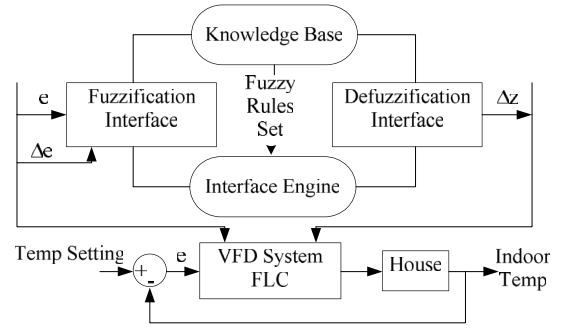 Knowledge Base
Fuzzy
Rules
Set
Fuzzification
Interface
Defuzzification
Interface
e
Δe
Δz
Interface Engine
Temp Setting
+
-
e
VFD System
FLC
House
Indoor
Temp